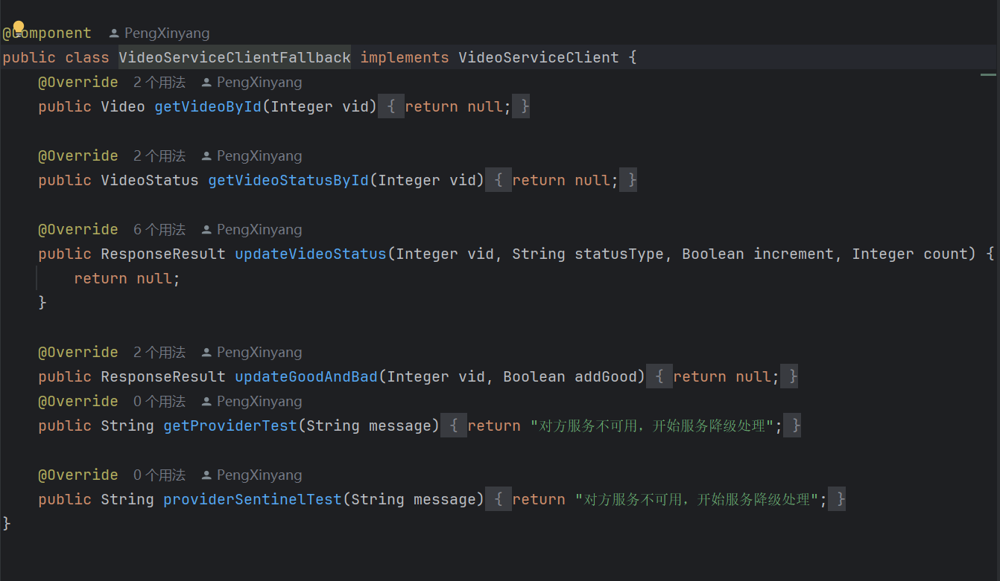 @Component PengXinyang
public class VideoServiceClientFallback implements VideoServiceClient {
@Override 2 个用法 PengXinyang
public Video getVideoById(Integer vid) { return null; }
@Override 2 个用法 PengXinyang
public VideoStatus getVideoStatusById(Integer vid) { return null; }
@Override 6 个用法 PengXinyang
public ResponseResult updateVideoStatus(Integer vid, String statusType, Boolean increment, Integer count) {
return null;
}
@Override 2 个用法 PengXinyang
public ResponseResult updateGoodAndBad(Integer vid, Boolean addGood) { return null; }
@Override 0 个用法 PengXinyang
public String getProviderTest(String message) { return "对方服务不可用，开始服务降级处理"; }
@Override 0 个用法 PengXinyang
public String providerSentinelTest(String message) { return "对方服务不可用，开始服务降级处理"; }
}